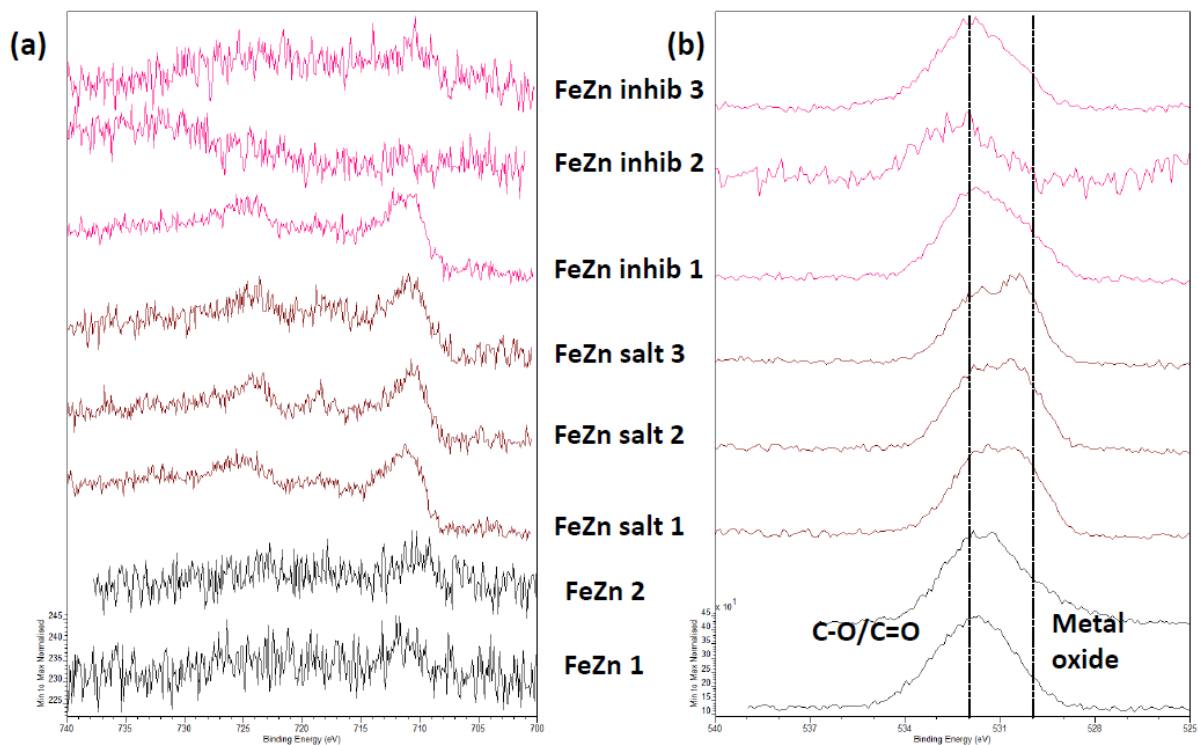 (a)
(b)
FeZn inhib 3
FeZn inhib 2
FeZn inhib 1
FeZn salt 3
FeZn salt 2
FeZn salt 1
FeZn 2
FeZn 1
C-O/C=O
Metal
oxide
Min to Max Normalised
245
240
235
230
225
740
735
730
725
720
715
710
705
700
Binding Energy (eV)
Min to Max Normalised
x 10¹
45
40
35
30
25
20
15
10
540
537
534
531
528
525
Binding Energy (eV)